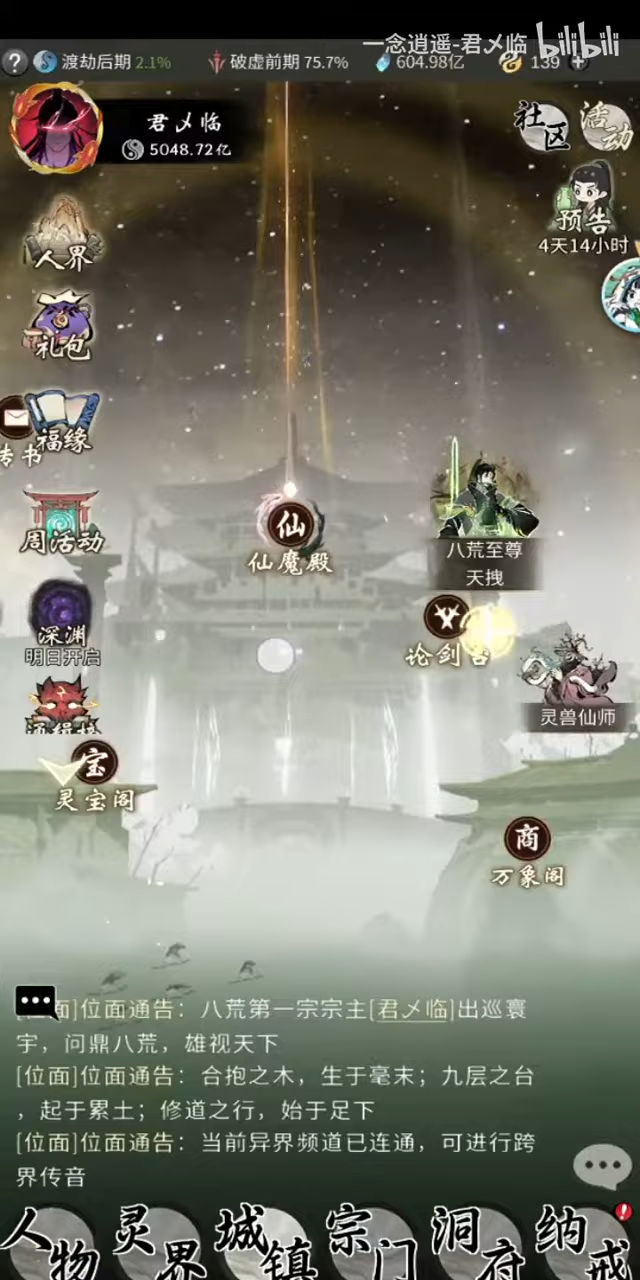 一念逍遥-君乄临 bilibili
? 渡劫后期 2.1% 破虚前期 75.7% 604.98亿 139 +
君乄临
5048.72亿
社区 活动
预告
4天14小时
人界
礼包
福缘
传书
周活动
仙
仙魔殿
八荒至尊
天拽
深渊
明日开启
论剑台
灵兽仙师
通缉榜
宝
灵宝阁
商
万象阁
位面]位面通告：八荒第一宗宗主[君乄临]出巡寰
宇，问鼎八荒，雄视天下
[位面]位面通告：合抱之木，生于毫末；九层之台
，起于累土；修道之行，始于足下
[位面]位面通告：当前异界频道已连通，可进行跨
界传音
人物 灵界 城镇 宗门 洞府 纳戒